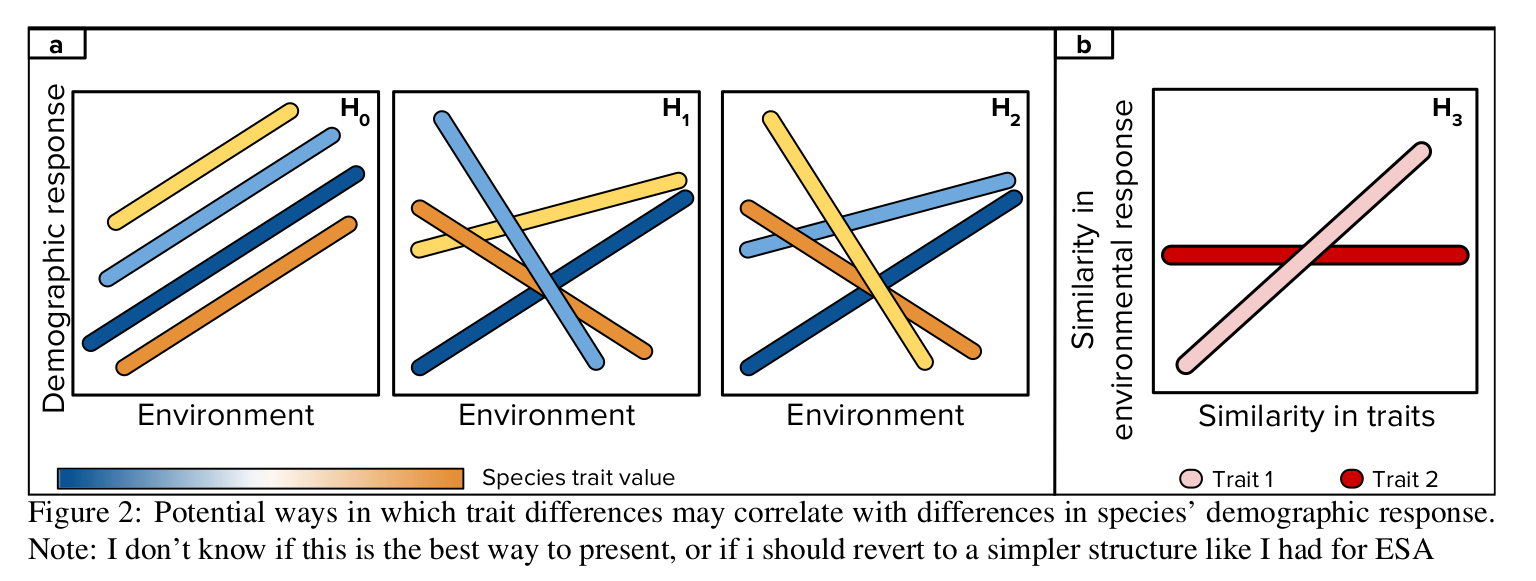 a
b
Demographic response
H0
H1
H2
Environment
Environment
Environment
Species trait value
Similarity in
environmental response
H3
Similarity in traits
Trait 1
Trait 2
Figure 2: Potential ways in which trait differences may correlate with differences in species’ demographic response.
Note: I don’t know if this is the best way to present, or if i should revert to a simpler structure like I had for ESA